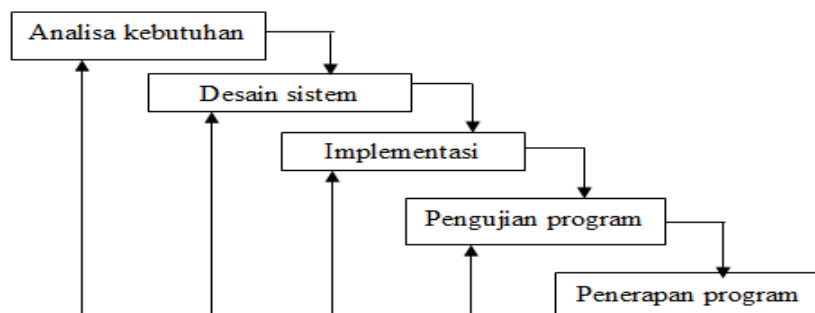 Analisa kebutuhan
Desain sistem
Implementasi
Pengujian program
Penerapan program